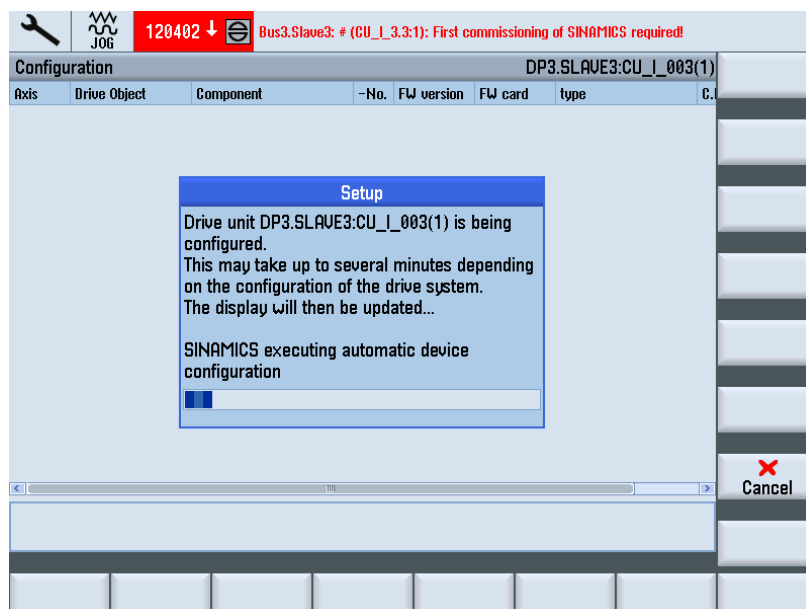 JOG
120402 ↓ Bus3.Slave3: # (CU_I_3.3:1): First commissioning of SINAMICS required!
Configuration DP3.SLAVE3:CU_I_003(1)
Axis Drive Object Component -No. FW version FW card type C.
Setup
Drive unit DP3.SLAVE3:CU_I_003(1) is being
configured.
This may take up to several minutes depending
on the configuration of the drive system.
The display will then be updated...
SINAMICS executing automatic device
configuration
Cancel